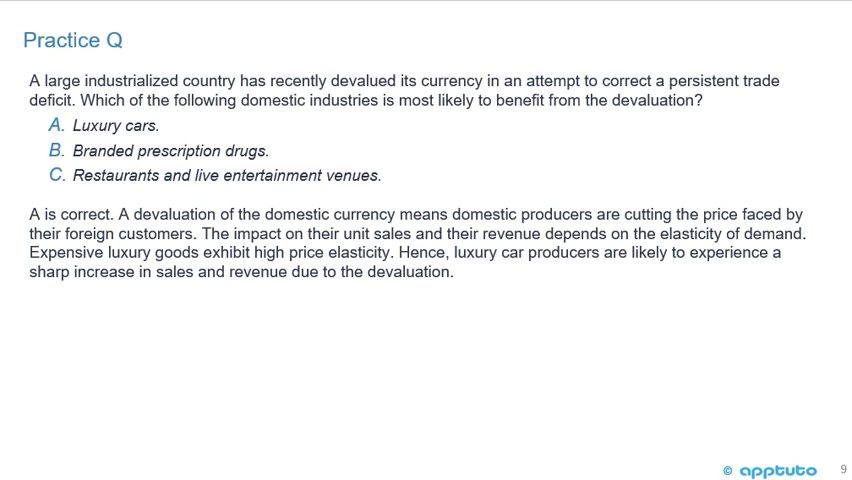 Practice Q
A large industrialized country has recently devalued its currency in an attempt to correct a persistent trade
deficit. Which of the following domestic industries is most likely to benefit from the devaluation?
A. Luxury cars.
B. Branded prescription drugs.
C. Restaurants and live entertainment venues.
A is correct. A devaluation of the domestic currency means domestic producers are cutting the price faced by
their foreign customers. The impact on their unit sales and their revenue depends on the elasticity of demand.
Expensive luxury goods exhibit high price elasticity. Hence, luxury car producers are likely to experience a
sharp increase in sales and revenue due to the devaluation.
© apptuto 9